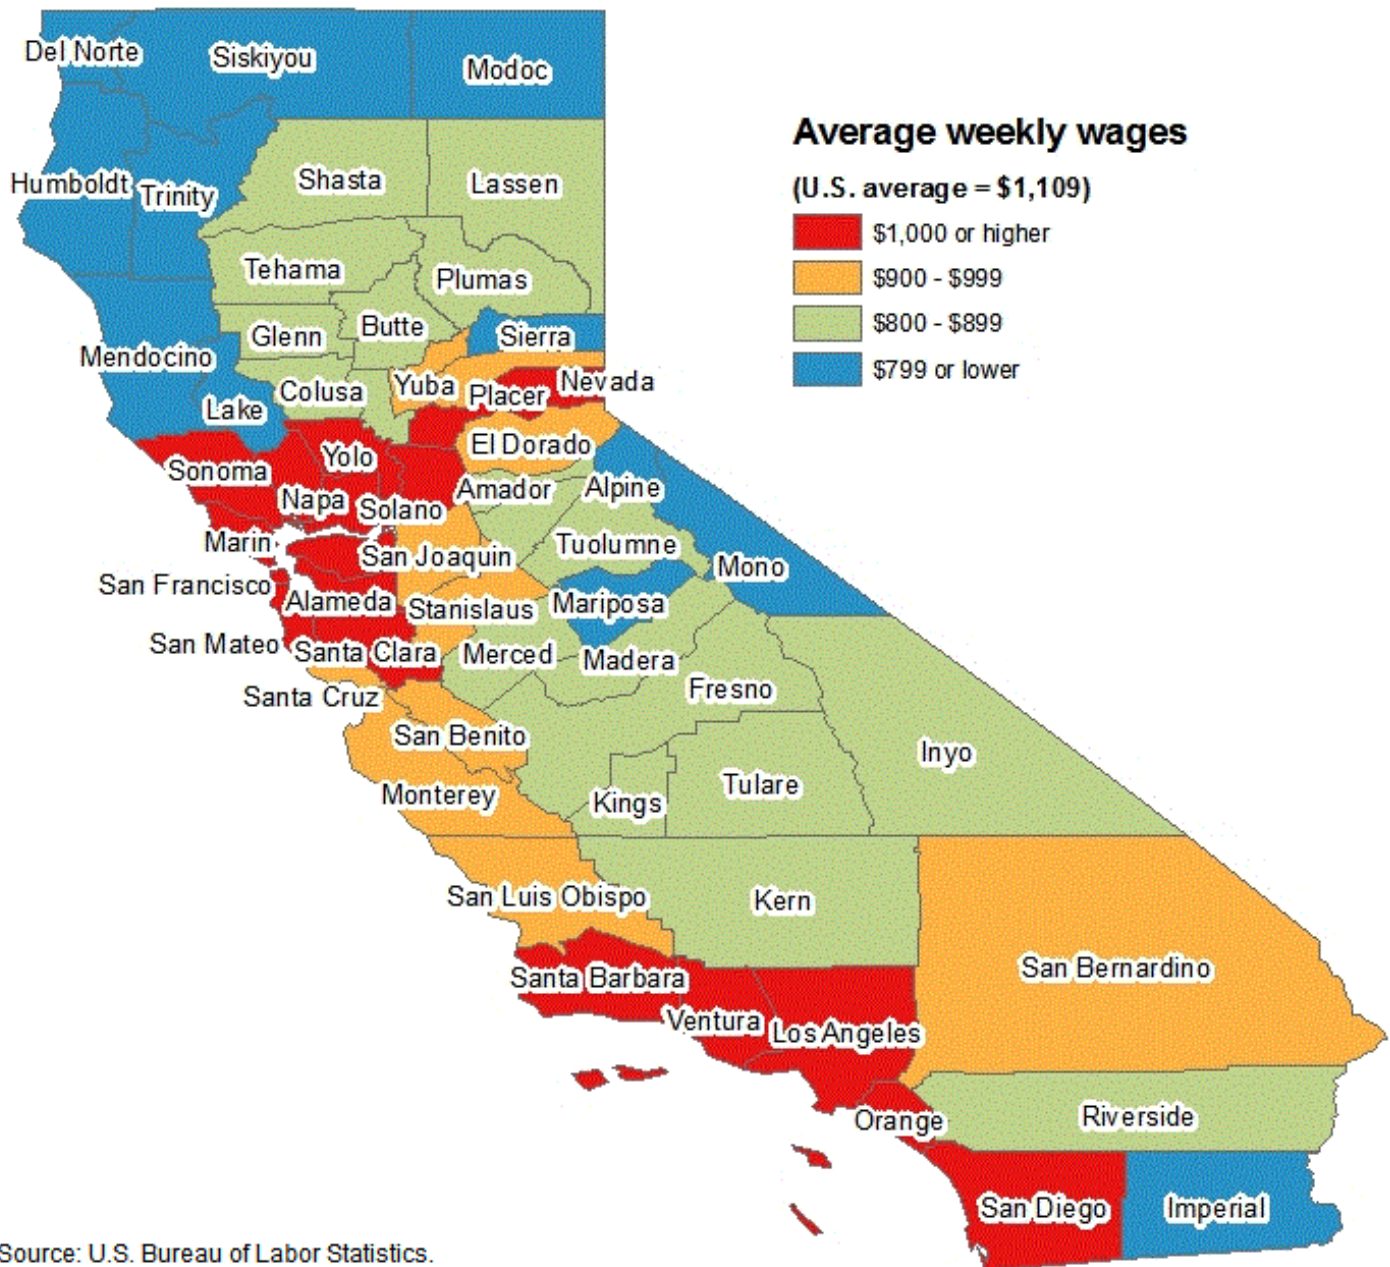 Del Norte
Siskiyou
Modoc
Average weekly wages
(U.S. average = $1,109)
$1,000 or higher
$900 - $999
$800 - $899
$799 or lower
Humboldt
Trinity
Shasta
Lassen
Tehama
Plumas
Glenn
Butte
Sierra
Mendocino
Colusa
Yuba
Placer
Nevada
Lake
El Dorado
Sonoma
Yolo
Napa
Solano
Amador
Alpine
Marin
San Joaquin
Tuolumne
Mono
San Francisco
Alameda
Stanislaus
Mariposa
San Mateo
Santa Clara
Merced
Madera
Santa Cruz
Fresno
San Benito
Inyo
Monterey
Kings
Tulare
San Luis Obispo
Kern
Santa Barbara
San Bernardino
Ventura
Los Angeles
Orange
Riverside
San Diego
Imperial
Source: U.S. Bureau of Labor Statistics.